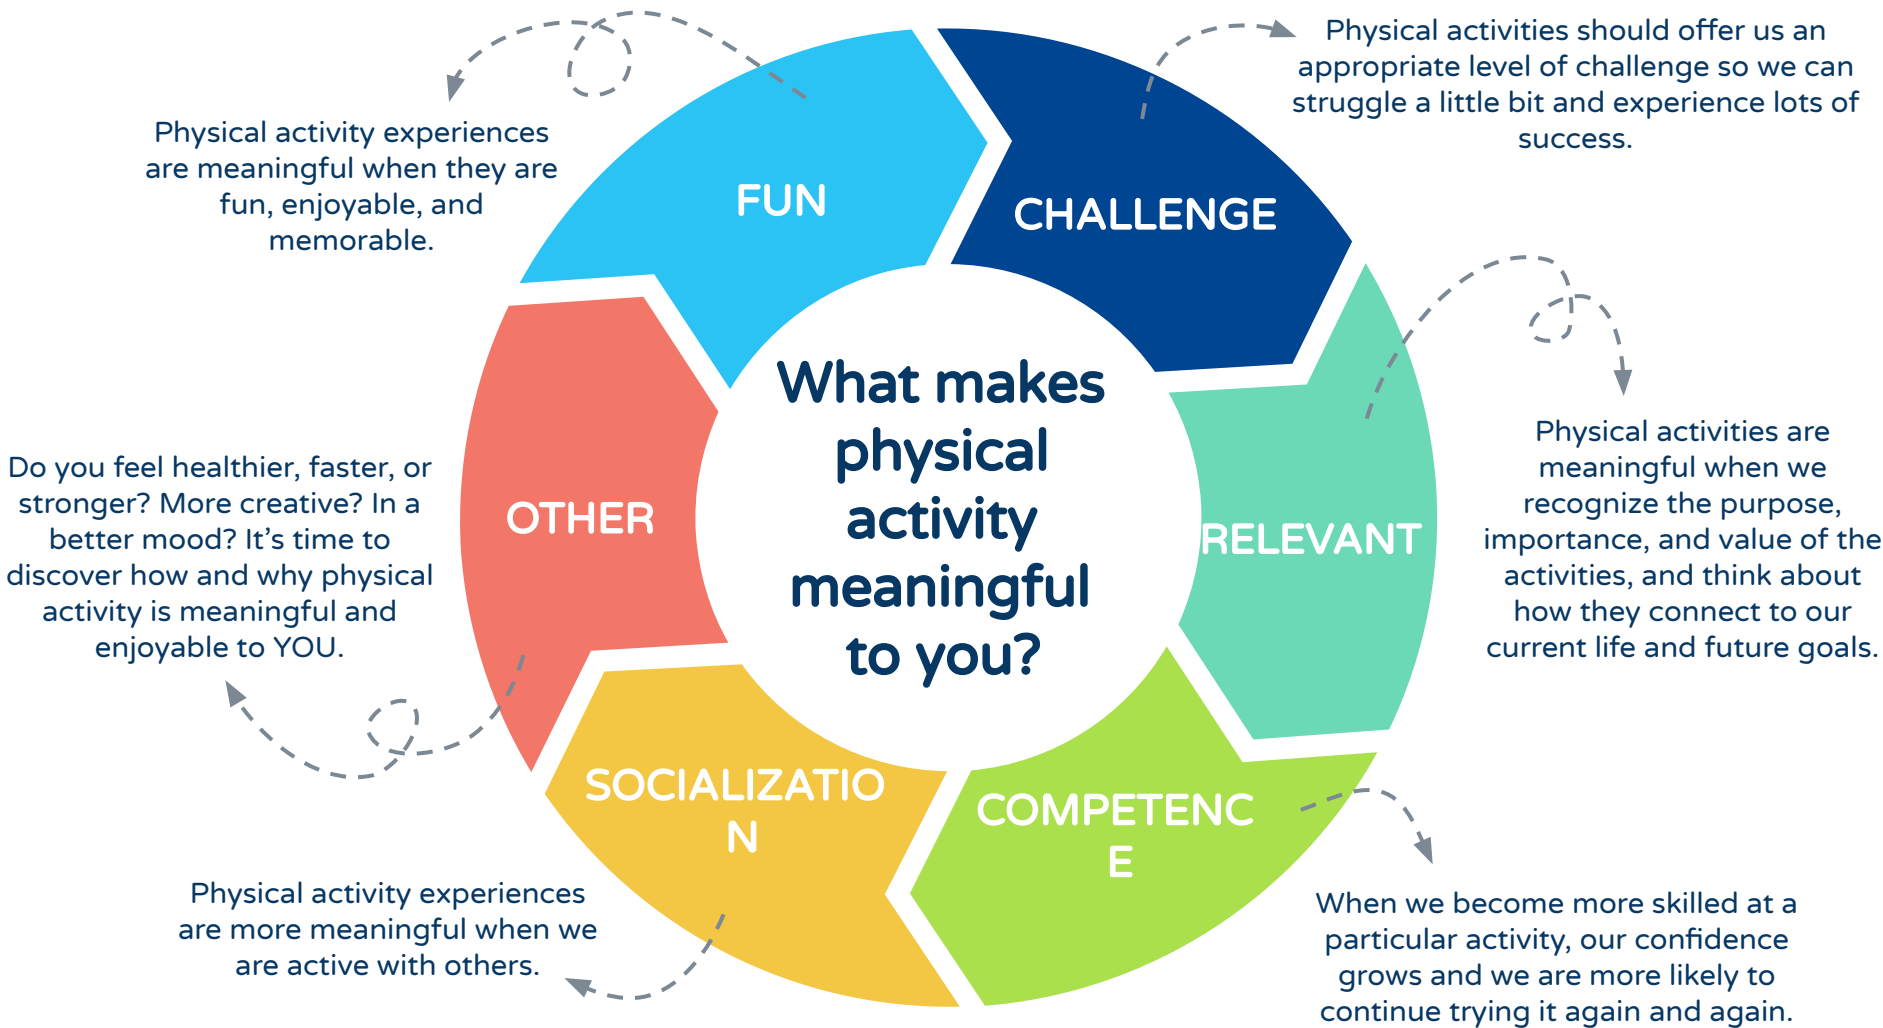 What makes
physical
activity
meaningful
to you?
FUN
Physical activity experiences
are meaningful when they are
fun, enjoyable, and
memorable.
CHALLENGE
Physical activities should offer us an
appropriate level of challenge so we can
struggle a little bit and experience lots of
success.
RELEVANT
Physical activities are
meaningful when we
recognize the purpose,
importance, and value of the
activities, and think about
how they connect to our
current life and future goals.
COMPETENC
E
When we become more skilled at a
particular activity, our confidence
grows and we are more likely to
continue trying it again and again.
SOCIALIZATIO
N
Physical activity experiences
are more meaningful when we
are active with others.
OTHER
Do you feel healthier, faster, or
stronger? More creative? In a
better mood? It’s time to
discover how and why physical
activity is meaningful and
enjoyable to YOU.